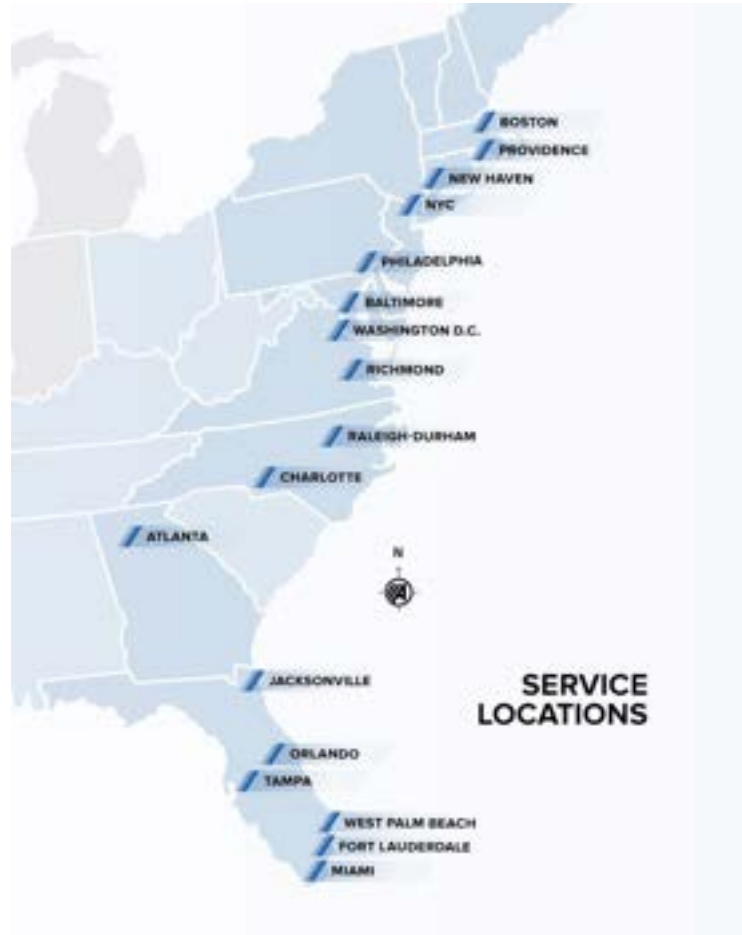 BOSTON
PROVIDENCE
NEW HAVEN
NYC
PHILADELPHIA
BALTIMORE
WASHINGTON D.C.
RICHMOND
RALEIGH-DURHAM
CHARLOTTE
ATLANTA
N
JACKSONVILLE
SERVICE
LOCATIONS
ORLANDO
TAMPA
WEST PALM BEACH
FORT LAUDERDALE
MIAMI